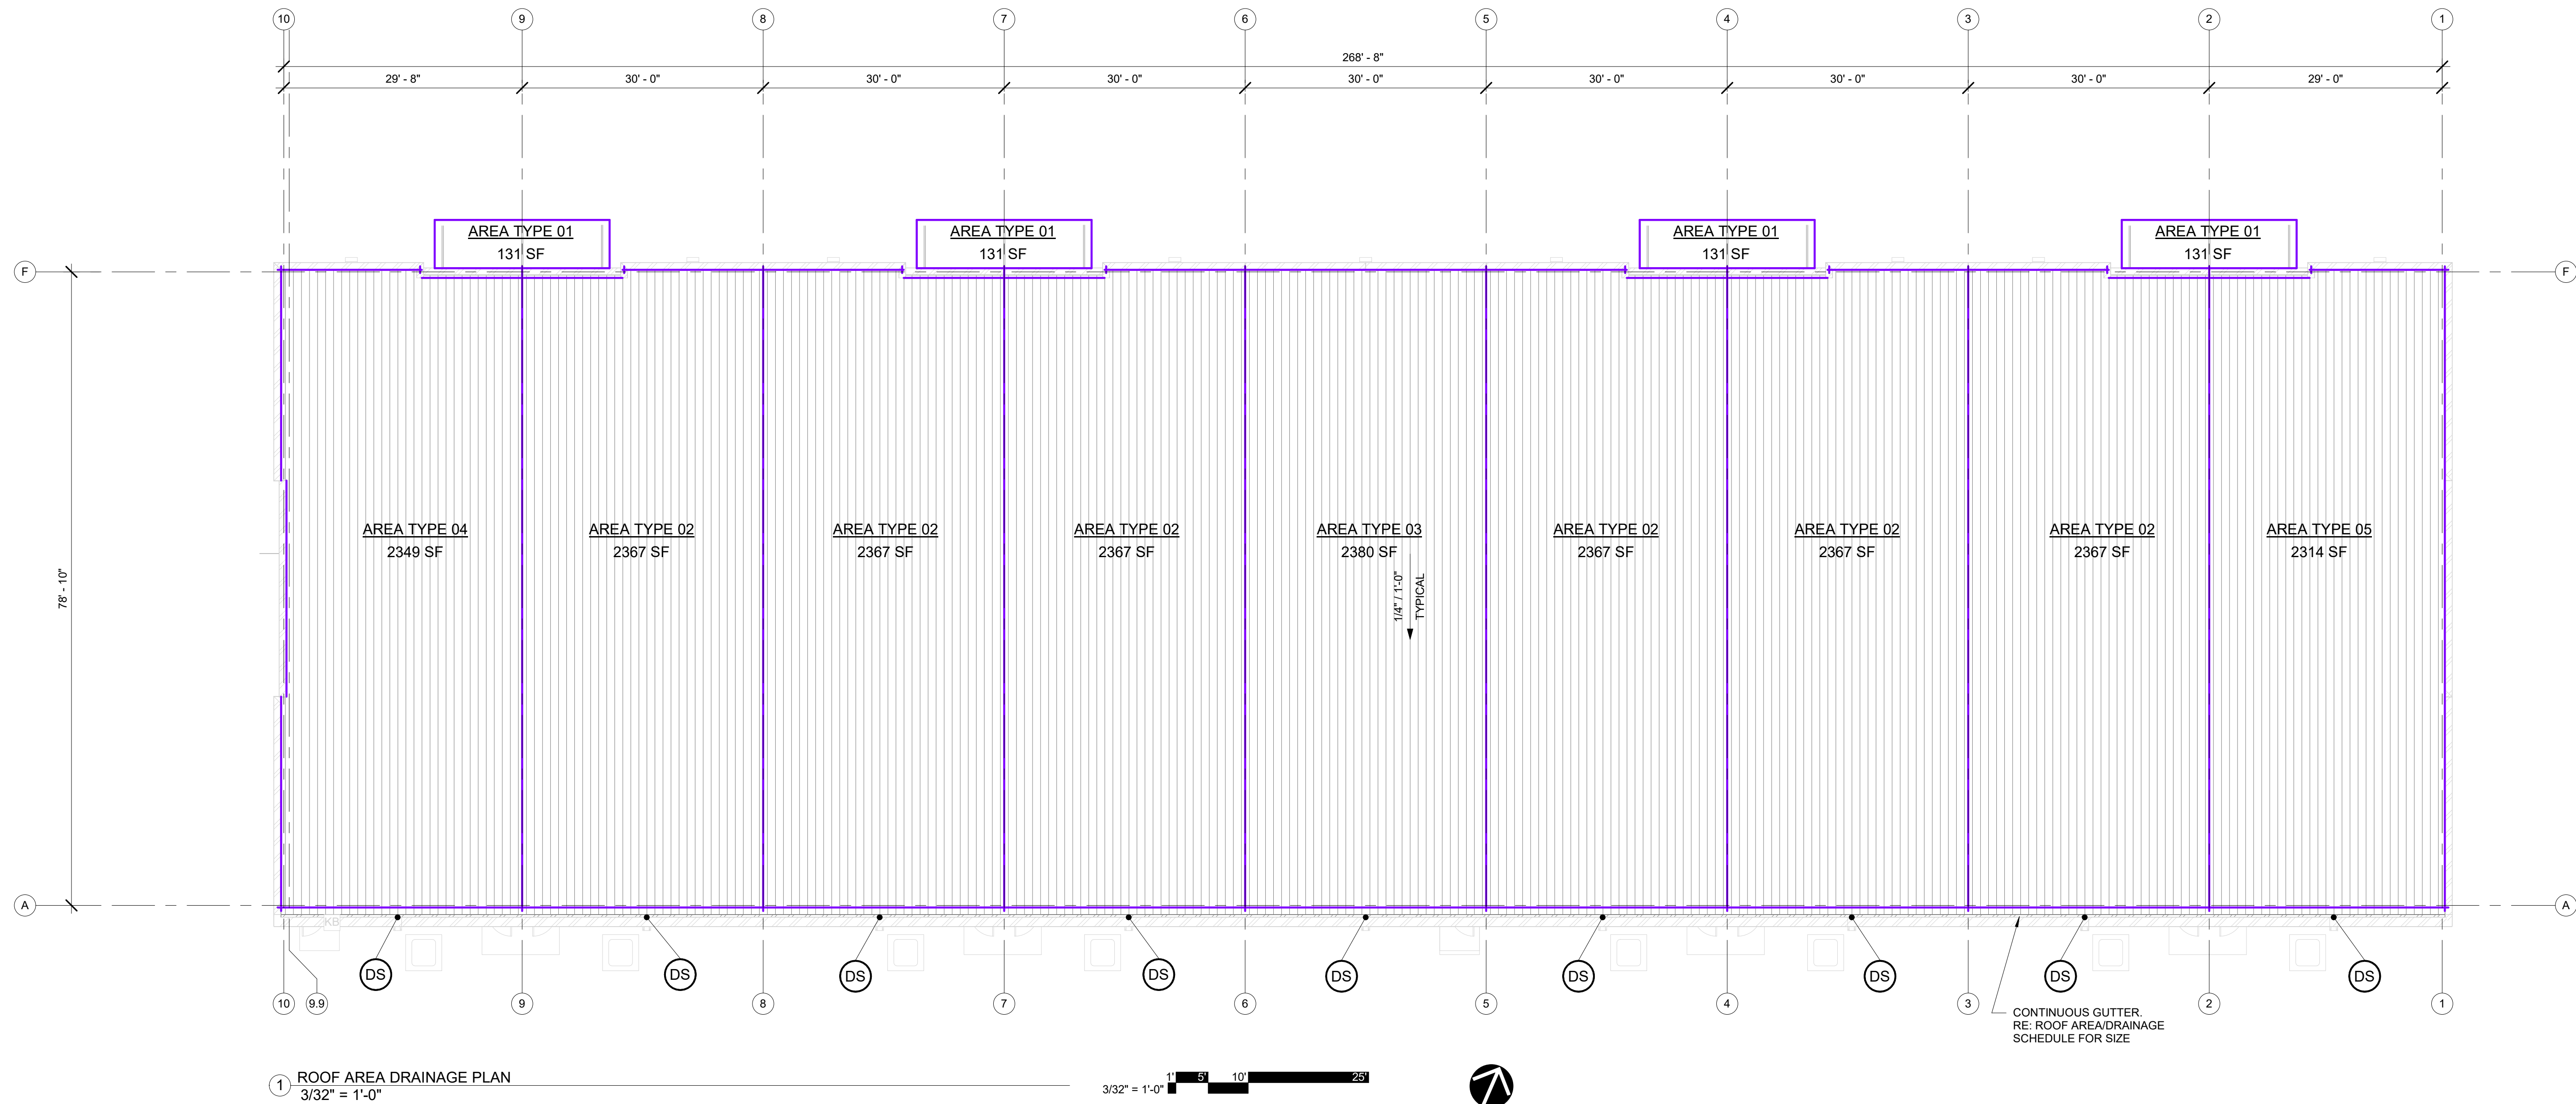 10 9 8 7 6 5 4 3 2 1
268' - 8"
29' - 8" 30' - 0" 30' - 0" 30' - 0" 30' - 0" 30' - 0" 30' - 0" 30' - 0" 29' - 0"
AREA TYPE 01 AREA TYPE 01 AREA TYPE 01 AREA TYPE 01
131 SF 131 SF 131 SF 131 SF
F F
AREA TYPE 04 AREA TYPE 02 AREA TYPE 02 AREA TYPE 02 AREA TYPE 03 AREA TYPE 02 AREA TYPE 02 AREA TYPE 02 AREA TYPE 05
2349 SF 2367 SF 2367 SF 2367 SF 2380 SF 2367 SF 2367 SF 2367 SF 2314 SF
78' - 10"
1/4" / 1'-0"
TYPICAL
A A
KB
DS DS DS DS DS DS DS DS DS
10 9.9 9 8 7 6 5 4 3 2 1
CONTINUOUS GUTTER.
RE: ROOF AREA/DRAINAGE
SCHEDULE FOR SIZE
1 ROOF AREA DRAINAGE PLAN
3/32" = 1'-0"
1' 5' 10' 25'
3/32" = 1'-0"